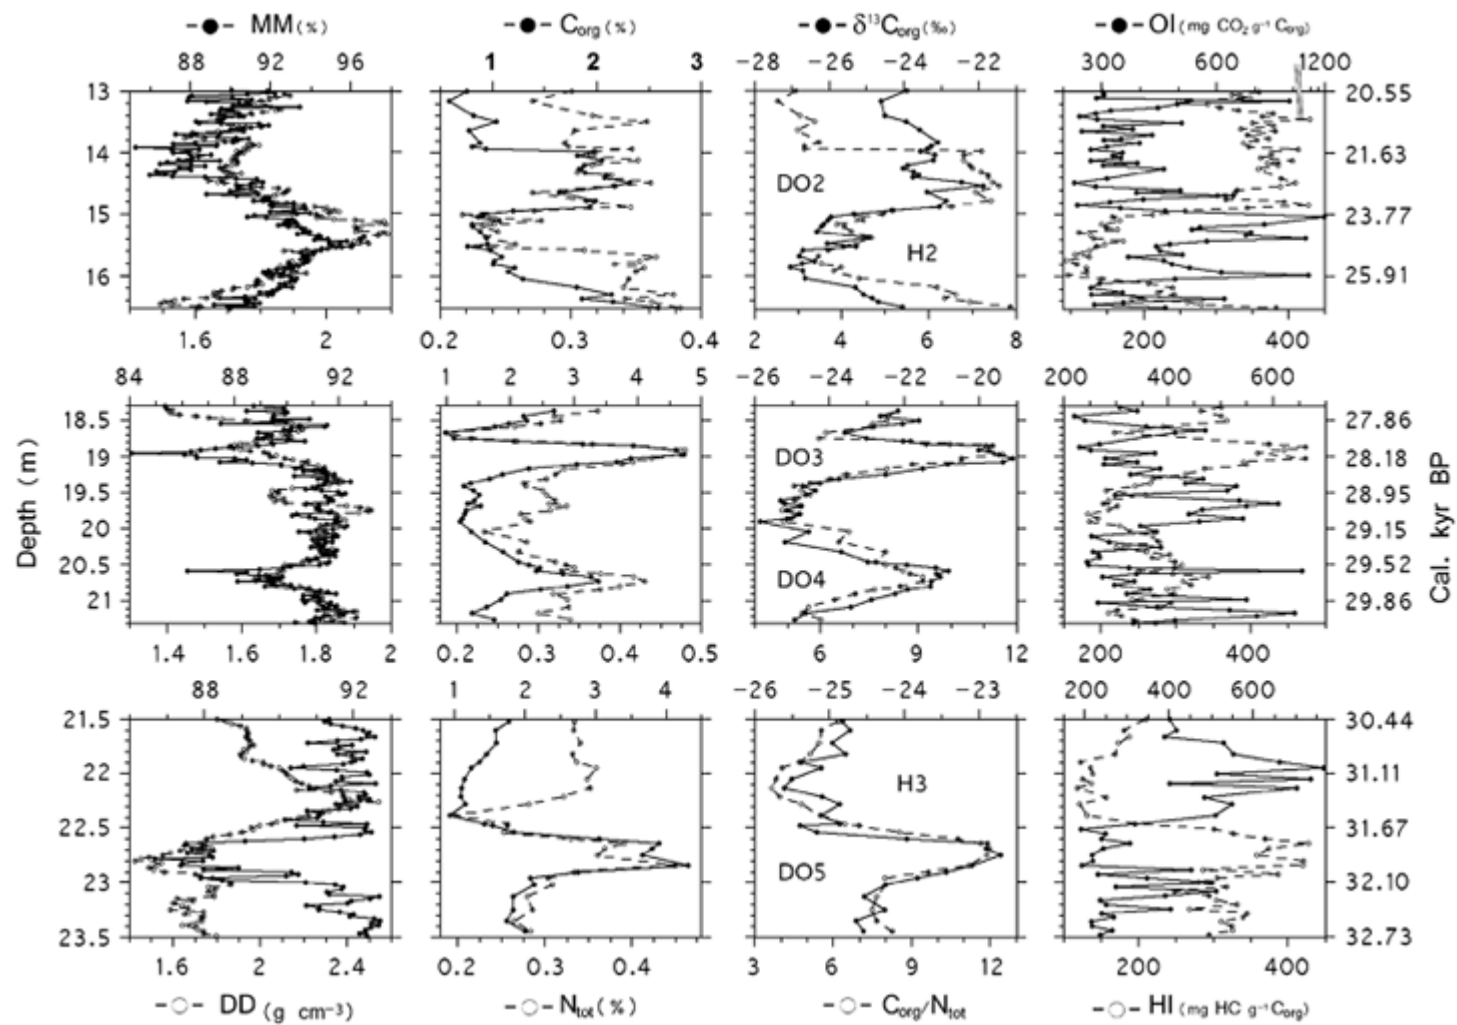 MM (%)
C_org (%)
δ¹³C_org (‰)
OI (mg CO₂ g⁻¹ C_org)
88 92 96
1 2 3
-28 -26 -24 -22
300 600 1200
13
14
15
16
DO2
H2
20.55
21.63
23.77
25.91
1.6 2
0.2 0.3 0.4
2 4 6 8
200 400
84 88 92
1 2 3 4 5
-26 -24 -22 -20
200 400 600
Depth (m)
18.5
19
19.5
20
20.5
21
DO3
DO4
27.86
28.18
28.95
29.15
29.52
29.86
Cal. kyr BP
1.4 1.6 1.8 2
0.2 0.3 0.4 0.5
6 9 12
200 400
88 92
1 2 3 4
-26 -25 -24 -23
200 400 600
21.5
22
22.5
23
23.5
H3
DO5
30.44
31.11
31.67
32.10
32.73
1.6 2 2.4
0.2 0.3 0.4
3 6 9 12
200 400
DD (g cm⁻³)
N_tot (%)
C_org/N_tot
HI (mg HC g⁻¹ C_org)